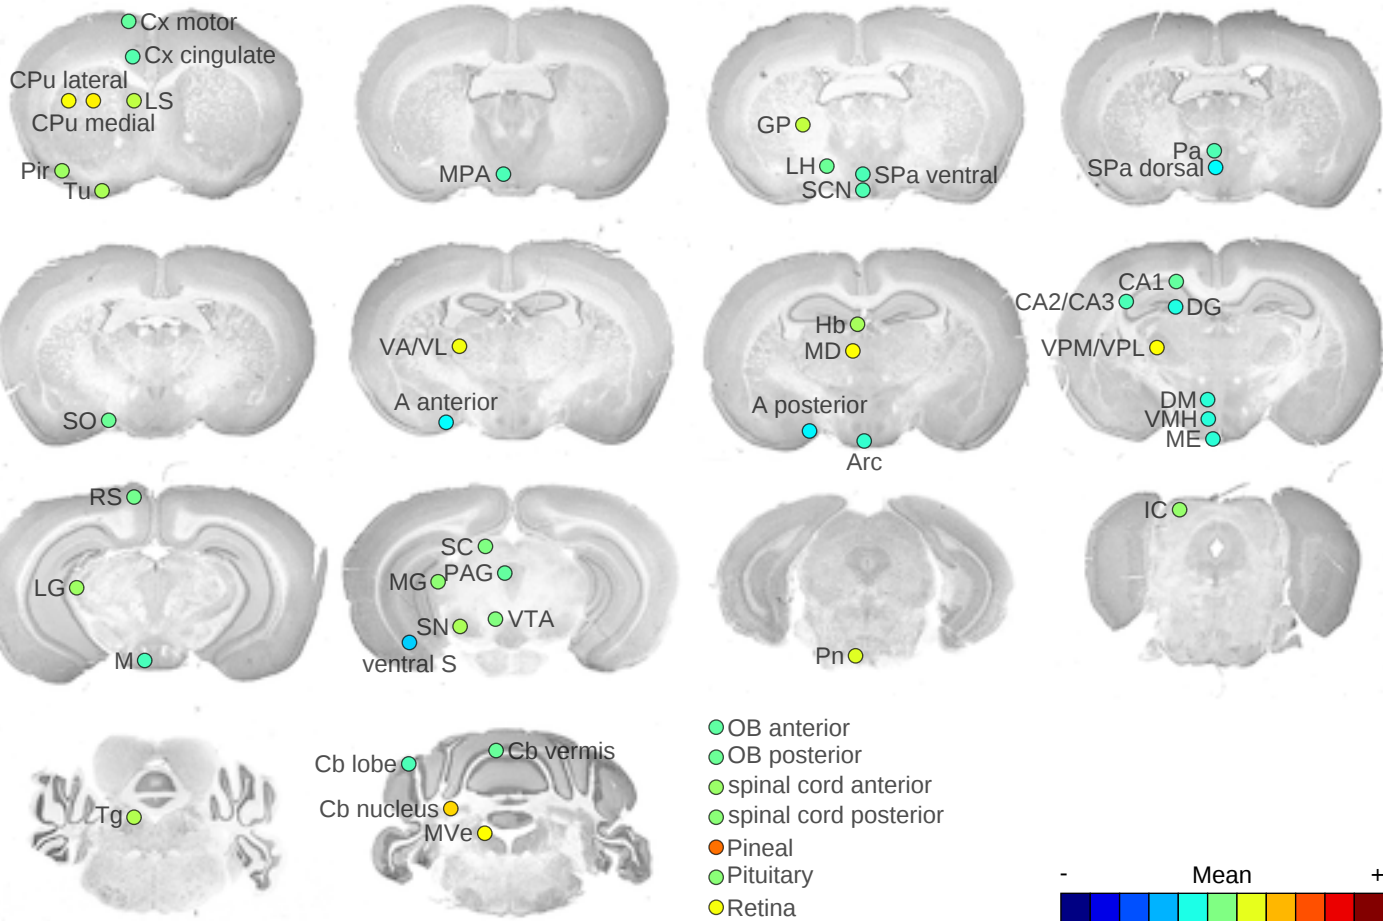 Cx motor
Cx cingulate
CPu lateral
LS
CPu medial
Pir
Tu
MPA
GP
LH
SPa ventral
SCN
Pa
SPa dorsal
SO
VA/VL
A anterior
Hb
MD
A posterior
Arc
CA1
CA2/CA3
DG
VPM/VPL
DM
VMH
ME
RS
LG
M
SC
PAG
MG
VTA
SN
ventral S
Pn
IC
Tg
Cb vermis
Cb lobe
Cb nucleus
MVe
OB anterior
OB posterior
spinal cord anterior
spinal cord posterior
Pineal
Pituitary
Retina
- Mean +